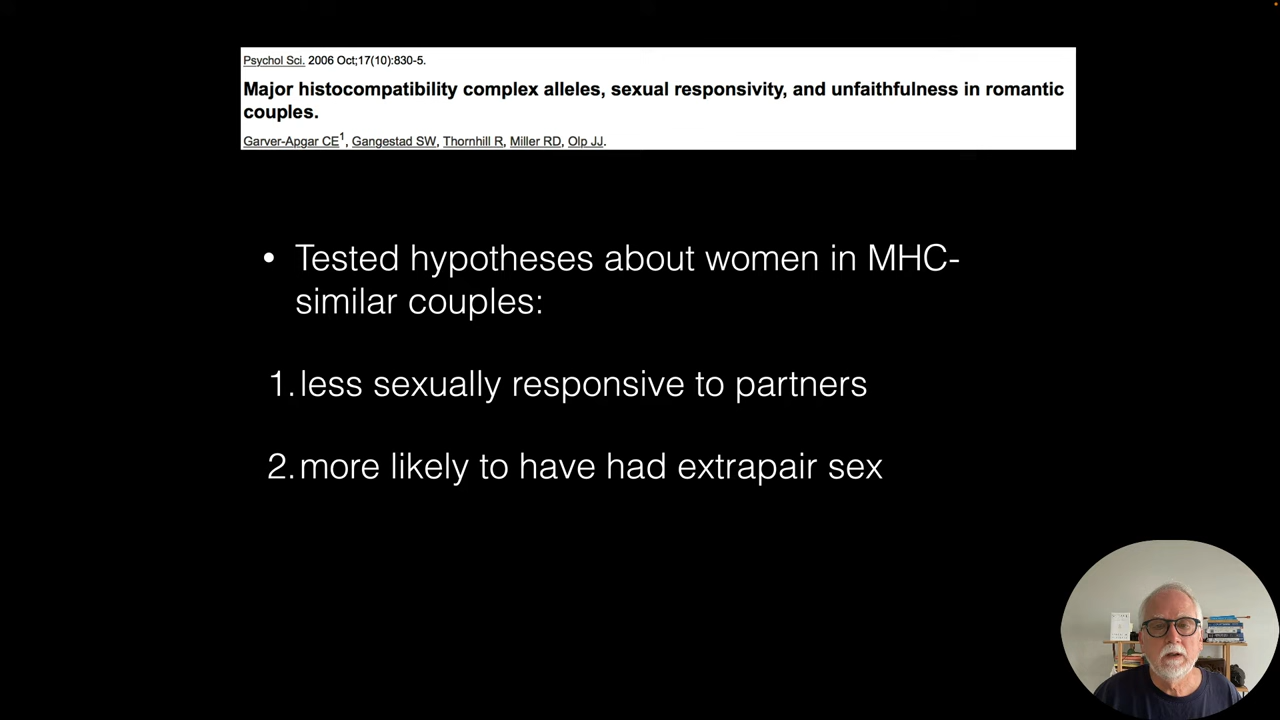 Psychol Sci. 2006 Oct;17(10):830-5.
Major histocompatibility complex alleles, sexual responsivity, and unfaithfulness in romantic
couples.
Garver-Apgar CE1, Gangestad SW, Thornhill R, Miller RD, Olp JJ.
• Tested hypotheses about women in MHC-
similar couples:
1. less sexually responsive to partners
2. more likely to have had extrapair sex